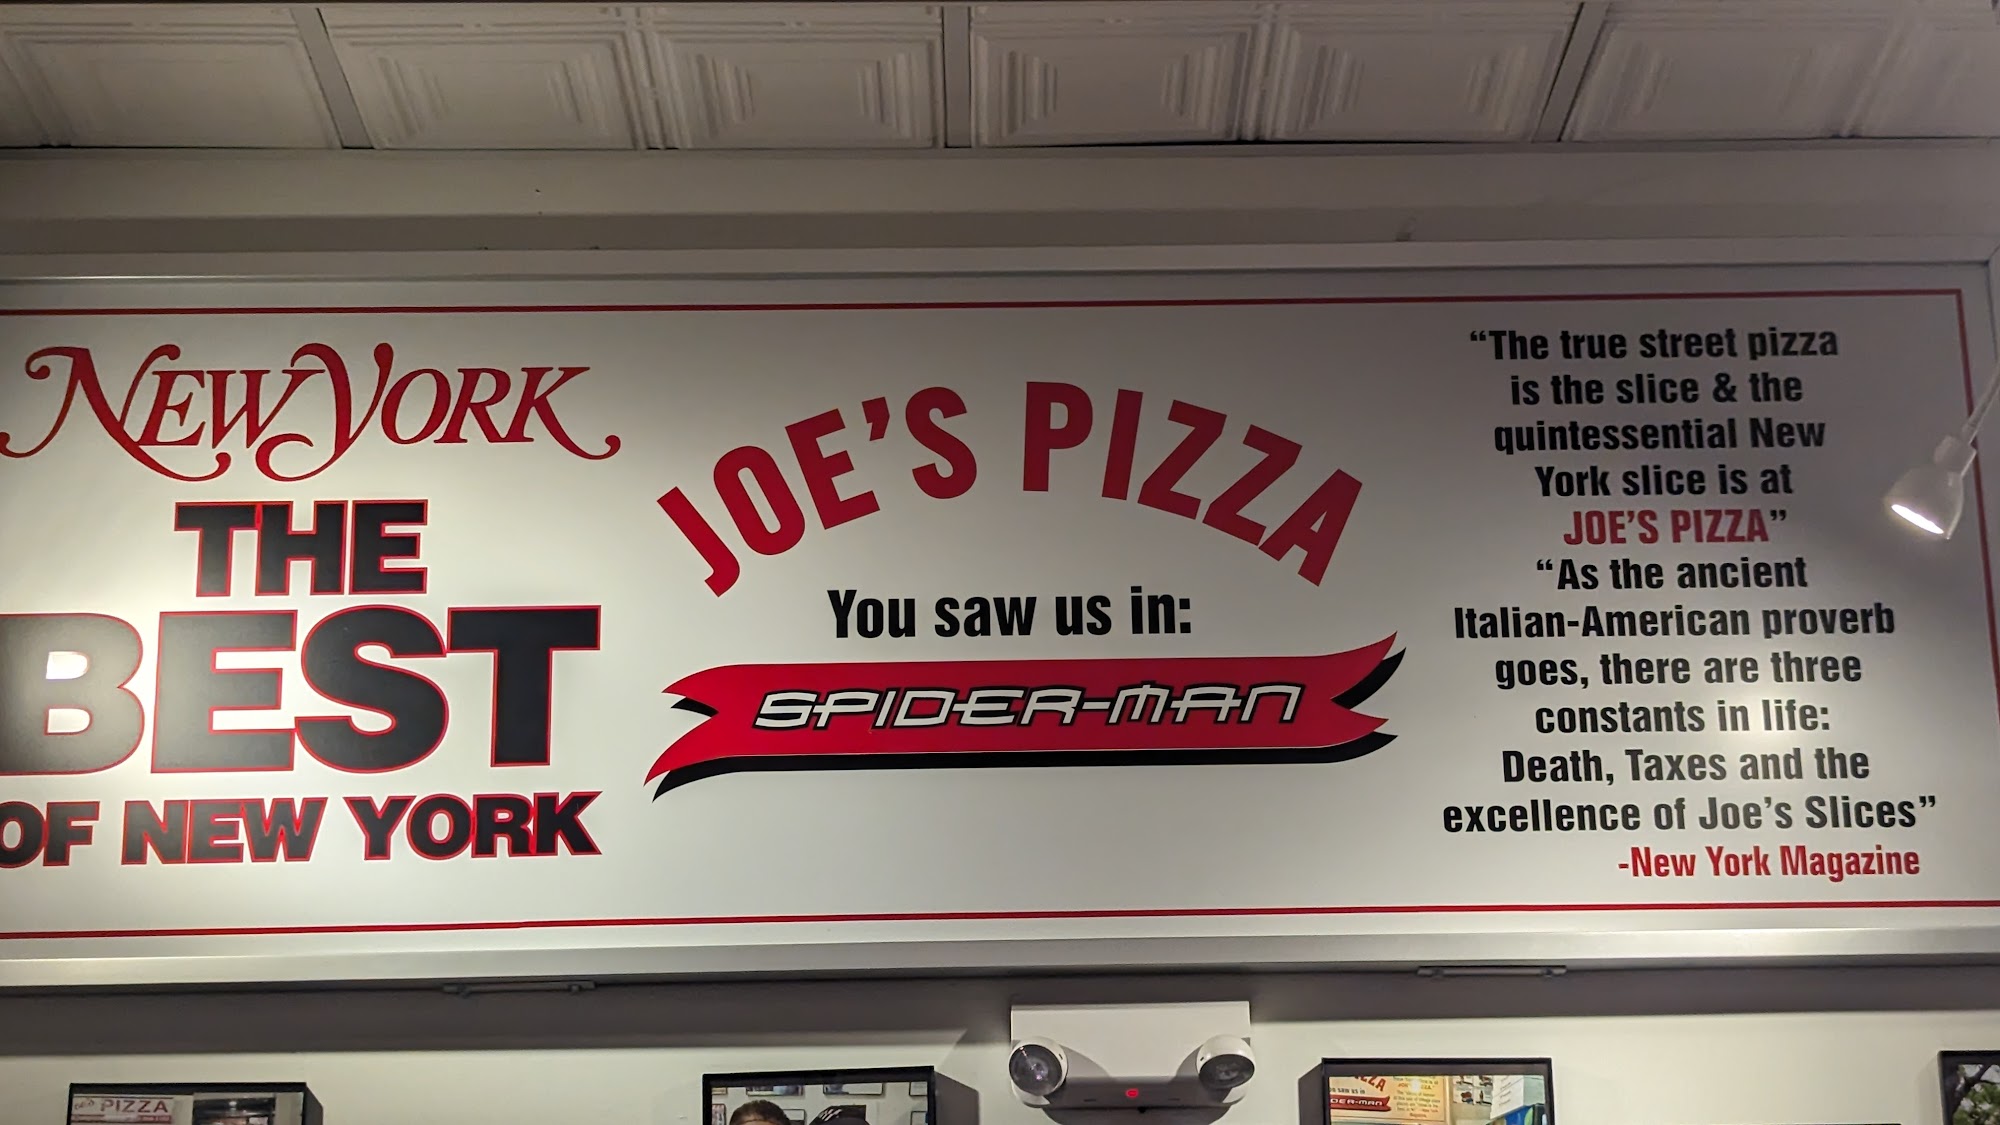 NEW YORK
THE
BEST
OF NEW YORK
JOE'S PIZZA
You saw us in:
SPIDER-MAN
“The true street pizza
is the slice & the
quintessential New
York slice is at
JOE'S PIZZA”
“As the ancient
Italian-American proverb
goes, there are three
constants in life:
Death, Taxes and the
excellence of Joe's Slices”
-New York Magazine
PIZZA